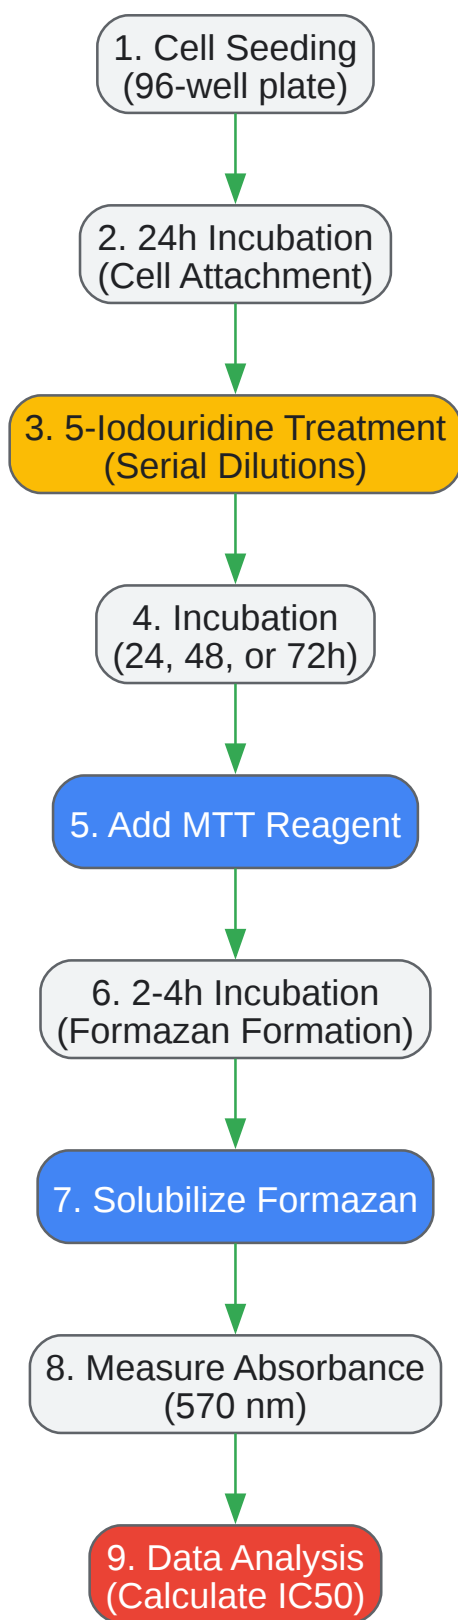 1. Cell Seeding
(96-well plate)
2. 24h Incubation
(Cell Attachment)
3. 5-Iodouridine Treatment
(Serial Dilutions)
4. Incubation
(24, 48, or 72h)
5. Add MTT Reagent
6. 2-4h Incubation
(Formazan Formation)
7. Solubilize Formazan
8. Measure Absorbance
(570 nm)
9. Data Analysis
(Calculate IC50)